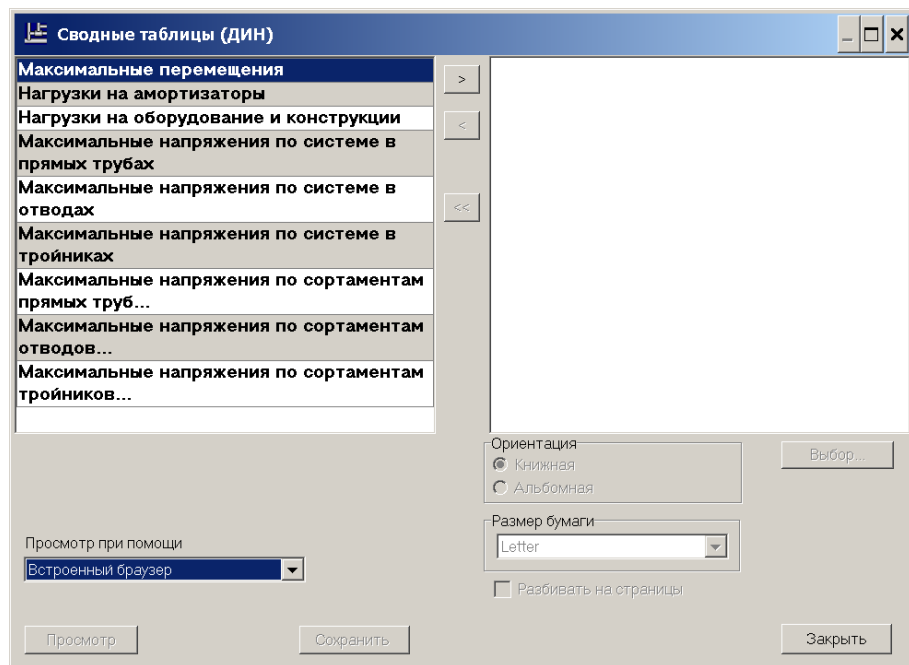 Сводные таблицы (ДИН)
Максимальные перемещения
Нагрузки на амортизаторы
Нагрузки на оборудование и конструкции
Максимальные напряжения по системе в
прямых трубах
Максимальные напряжения по системе в
отводах
Максимальные напряжения по системе в
тройниках
Максимальные напряжения по сортаментам
прямых труб...
Максимальные напряжения по сортаментам
отводов...
Максимальные напряжения по сортаментам
тройников...
>
<
<<
Ориентация
Книжная
Альбомная
Выбор...
Размер бумаги
Letter
Разбивать на страницы
Просмотр при помощи
Встроенный браузер
Просмотр
Сохранить
Закрыть